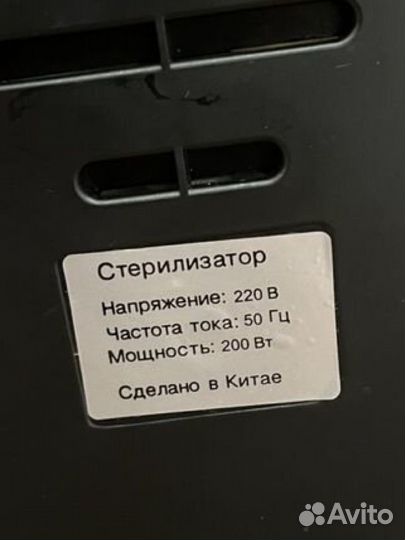 Стерилизатор
Напряжение: 220 В
Частота тока: 50 Гц
Мощность: 200 Вт
Сделано в Китае
Avito